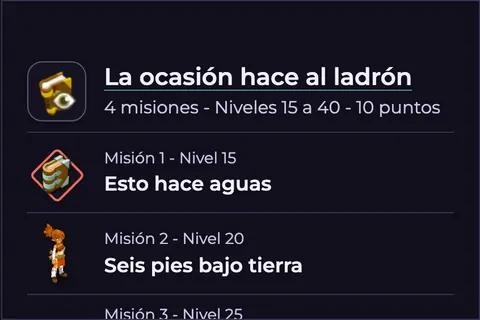 La ocasión hace al ladrón
4 misiones - Niveles 15 a 40 - 10 puntos
Misión 1 - Nivel 15
Esto hace aguas
Misión 2 - Nivel 20
Seis pies bajo tierra
Misión 3 - Nivel 25